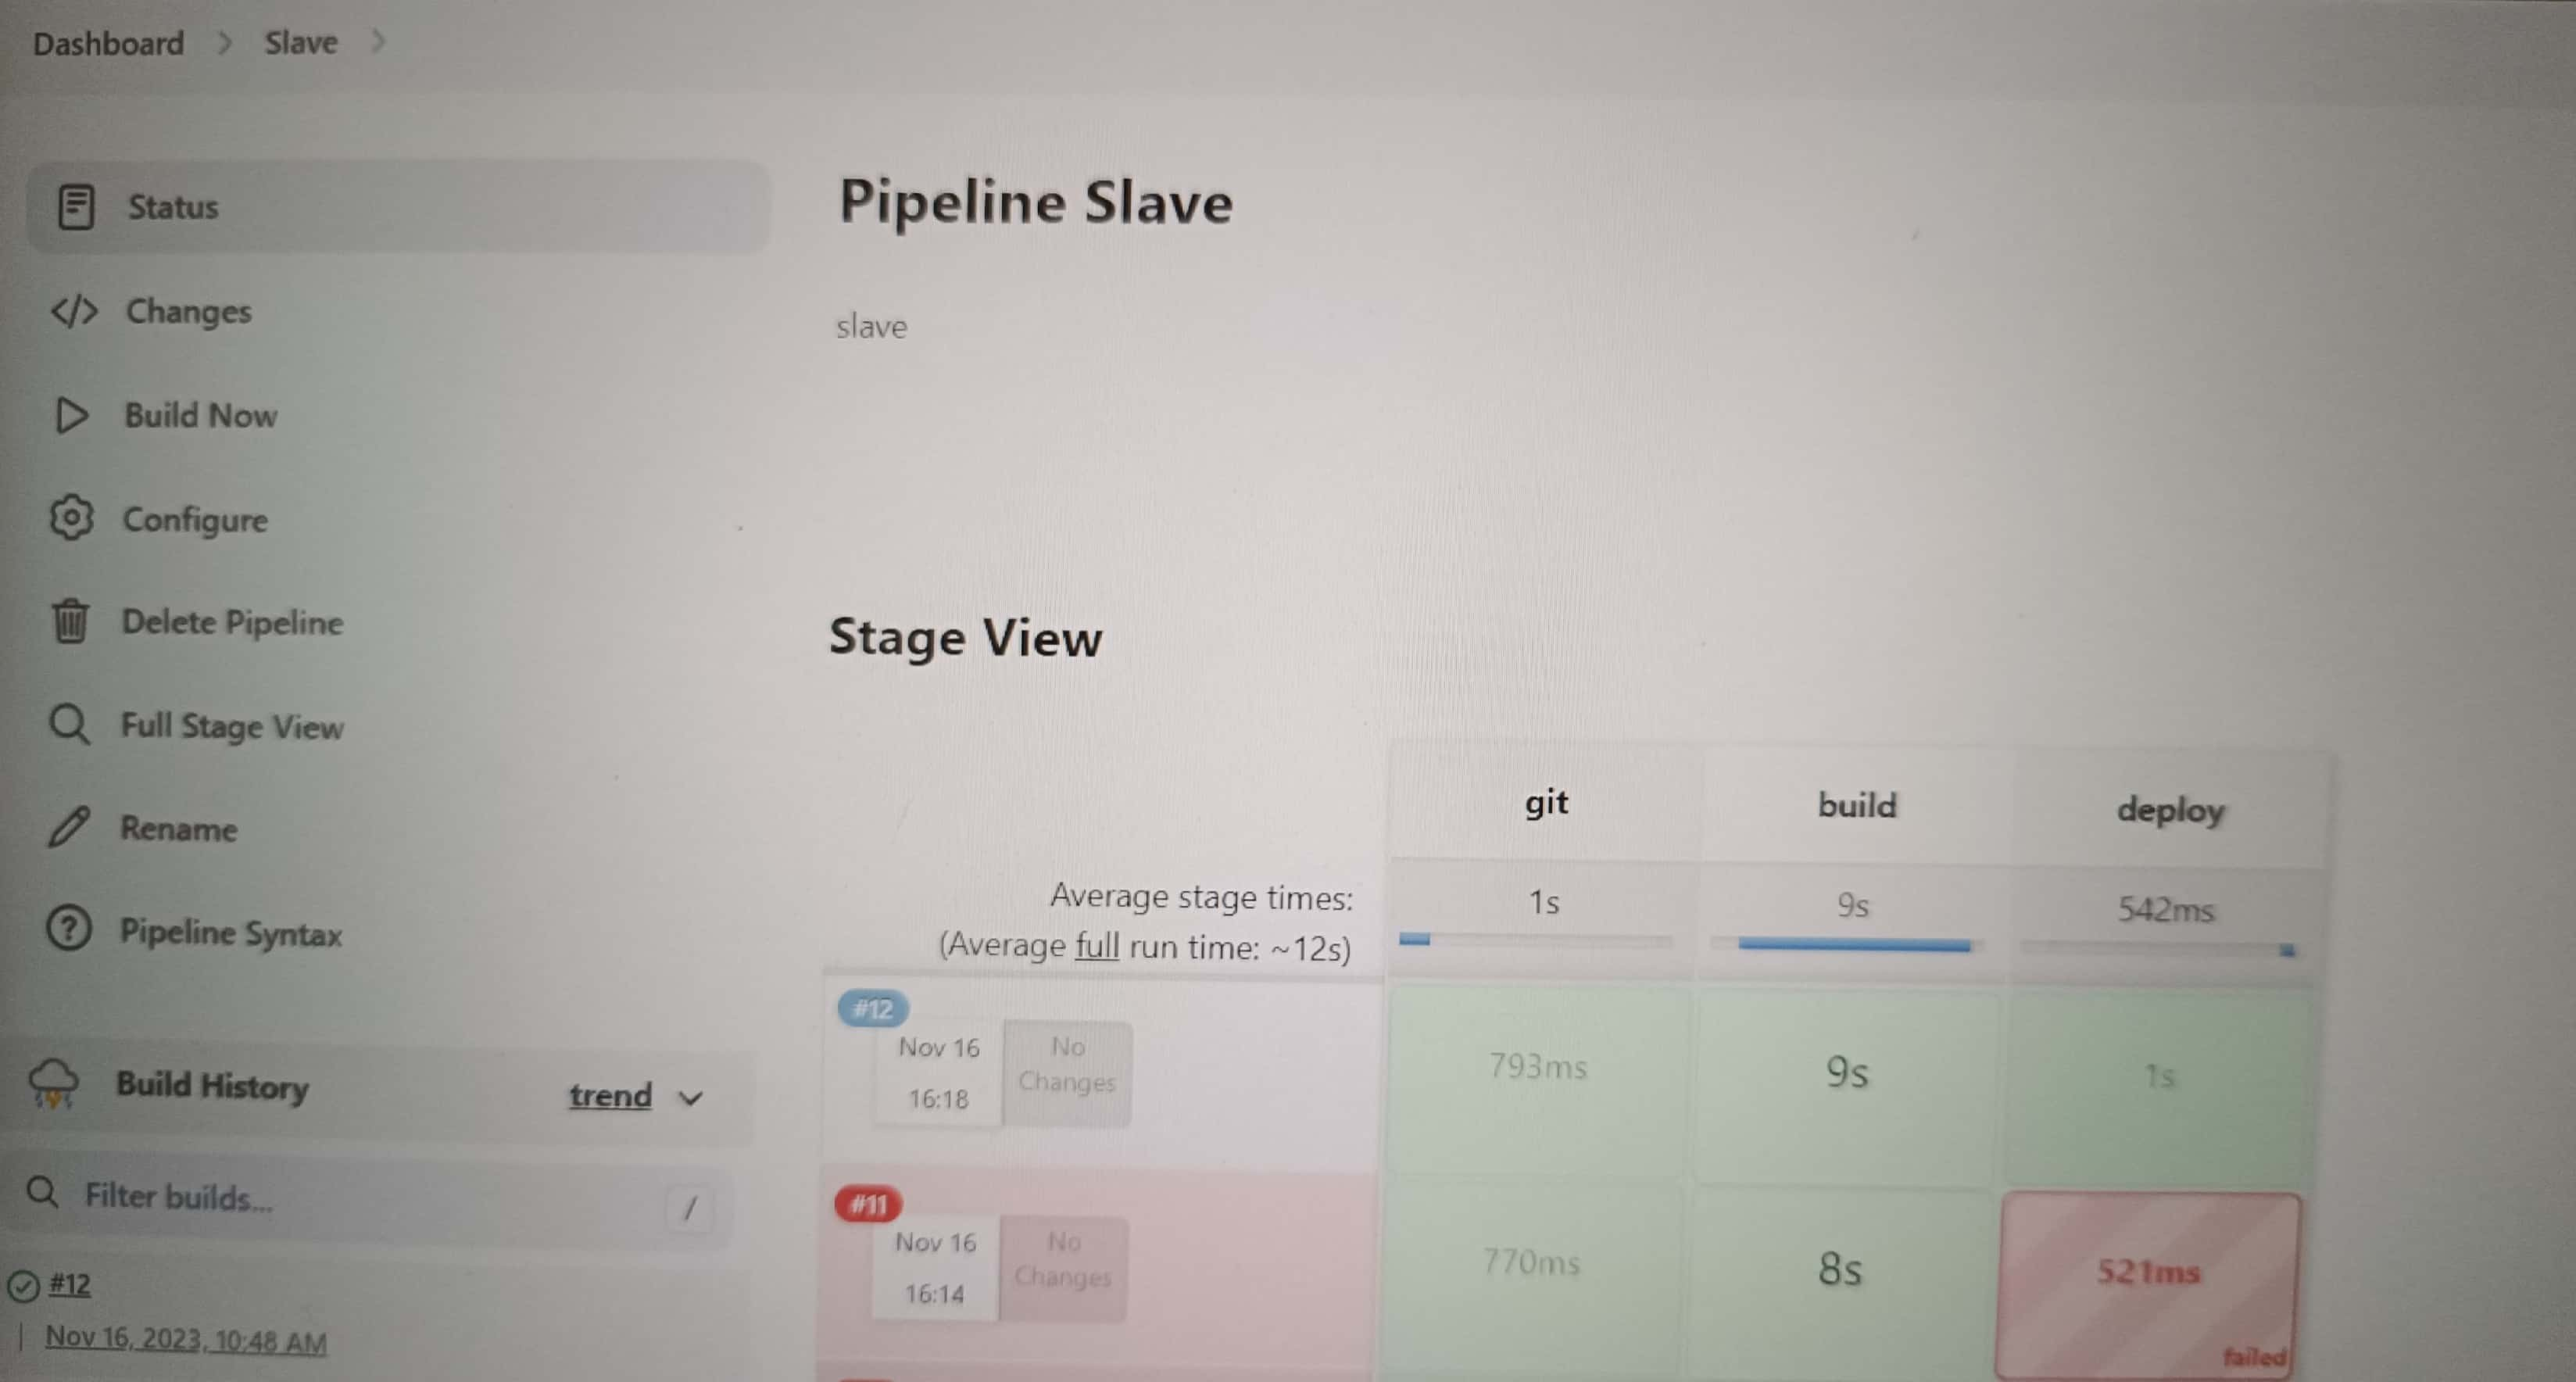 Dashboard > Slave >
Status
Changes
Build Now
Configure
Delete Pipeline
Full Stage View
Rename
Pipeline Syntax
Build History trend
Filter builds... /
#12
Nov 16, 2023, 10:48 AM
Pipeline Slave
slave
Stage View
git build deploy
Average stage times: 1s 9s 542ms
(Average full run time: ~12s)
#12
Nov 16 No
16:18 Changes
793ms 9s 1s
#11
Nov 16 No
16:14 Changes
770ms 8s 521ms
failed